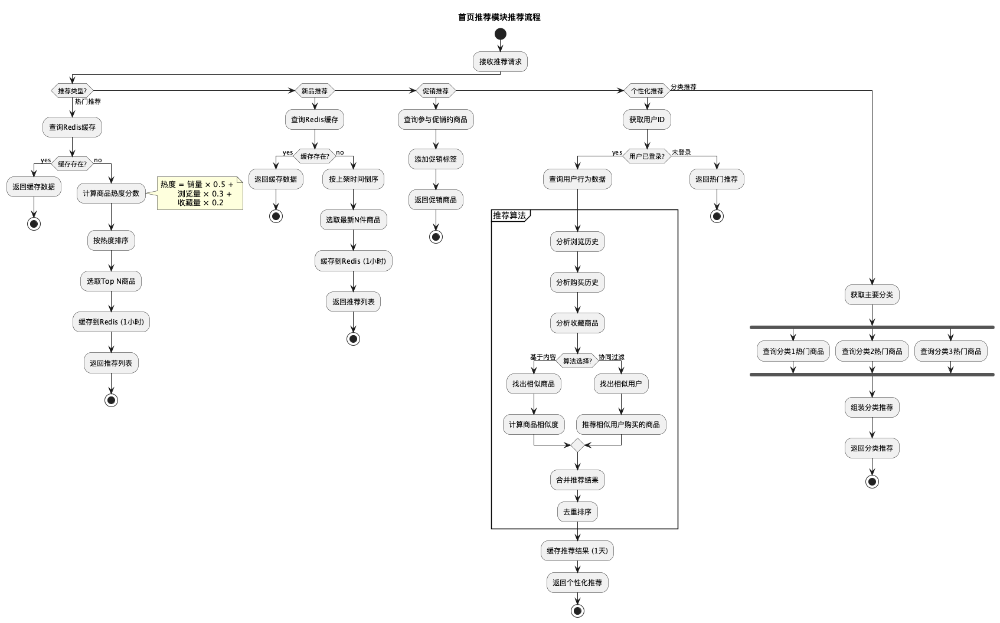 首页推荐模块推荐流程
接收推荐请求
推荐类型?
热门推荐
查询Redis缓存
缓存存在?
yes
no
返回缓存数据
计算商品热度分数
热度 = 销量 × 0.5 +
浏览量 × 0.3 +
收藏量 × 0.2
按热度排序
选取Top N商品
缓存到Redis (1小时)
返回推荐列表
新品推荐
查询Redis缓存
缓存存在?
yes
no
返回缓存数据
按上架时间倒序
选取最新N件商品
缓存到Redis (1小时)
返回推荐列表
促销推荐
查询参与促销的商品
添加促销标签
返回促销商品
个性化推荐
获取用户ID
用户已登录?
yes
未登录
查询用户行为数据
返回热门推荐
推荐算法
分析浏览历史
分析购买历史
分析收藏商品
算法选择?
基于内容
协同过滤
找出相似商品
计算商品相似度
找出相似用户
推荐相似用户购买的商品
合并推荐结果
去重排序
缓存推荐结果 (1天)
返回个性化推荐
分类推荐
获取主要分类
查询分类1热门商品
查询分类2热门商品
查询分类3热门商品
组装分类推荐
返回分类推荐